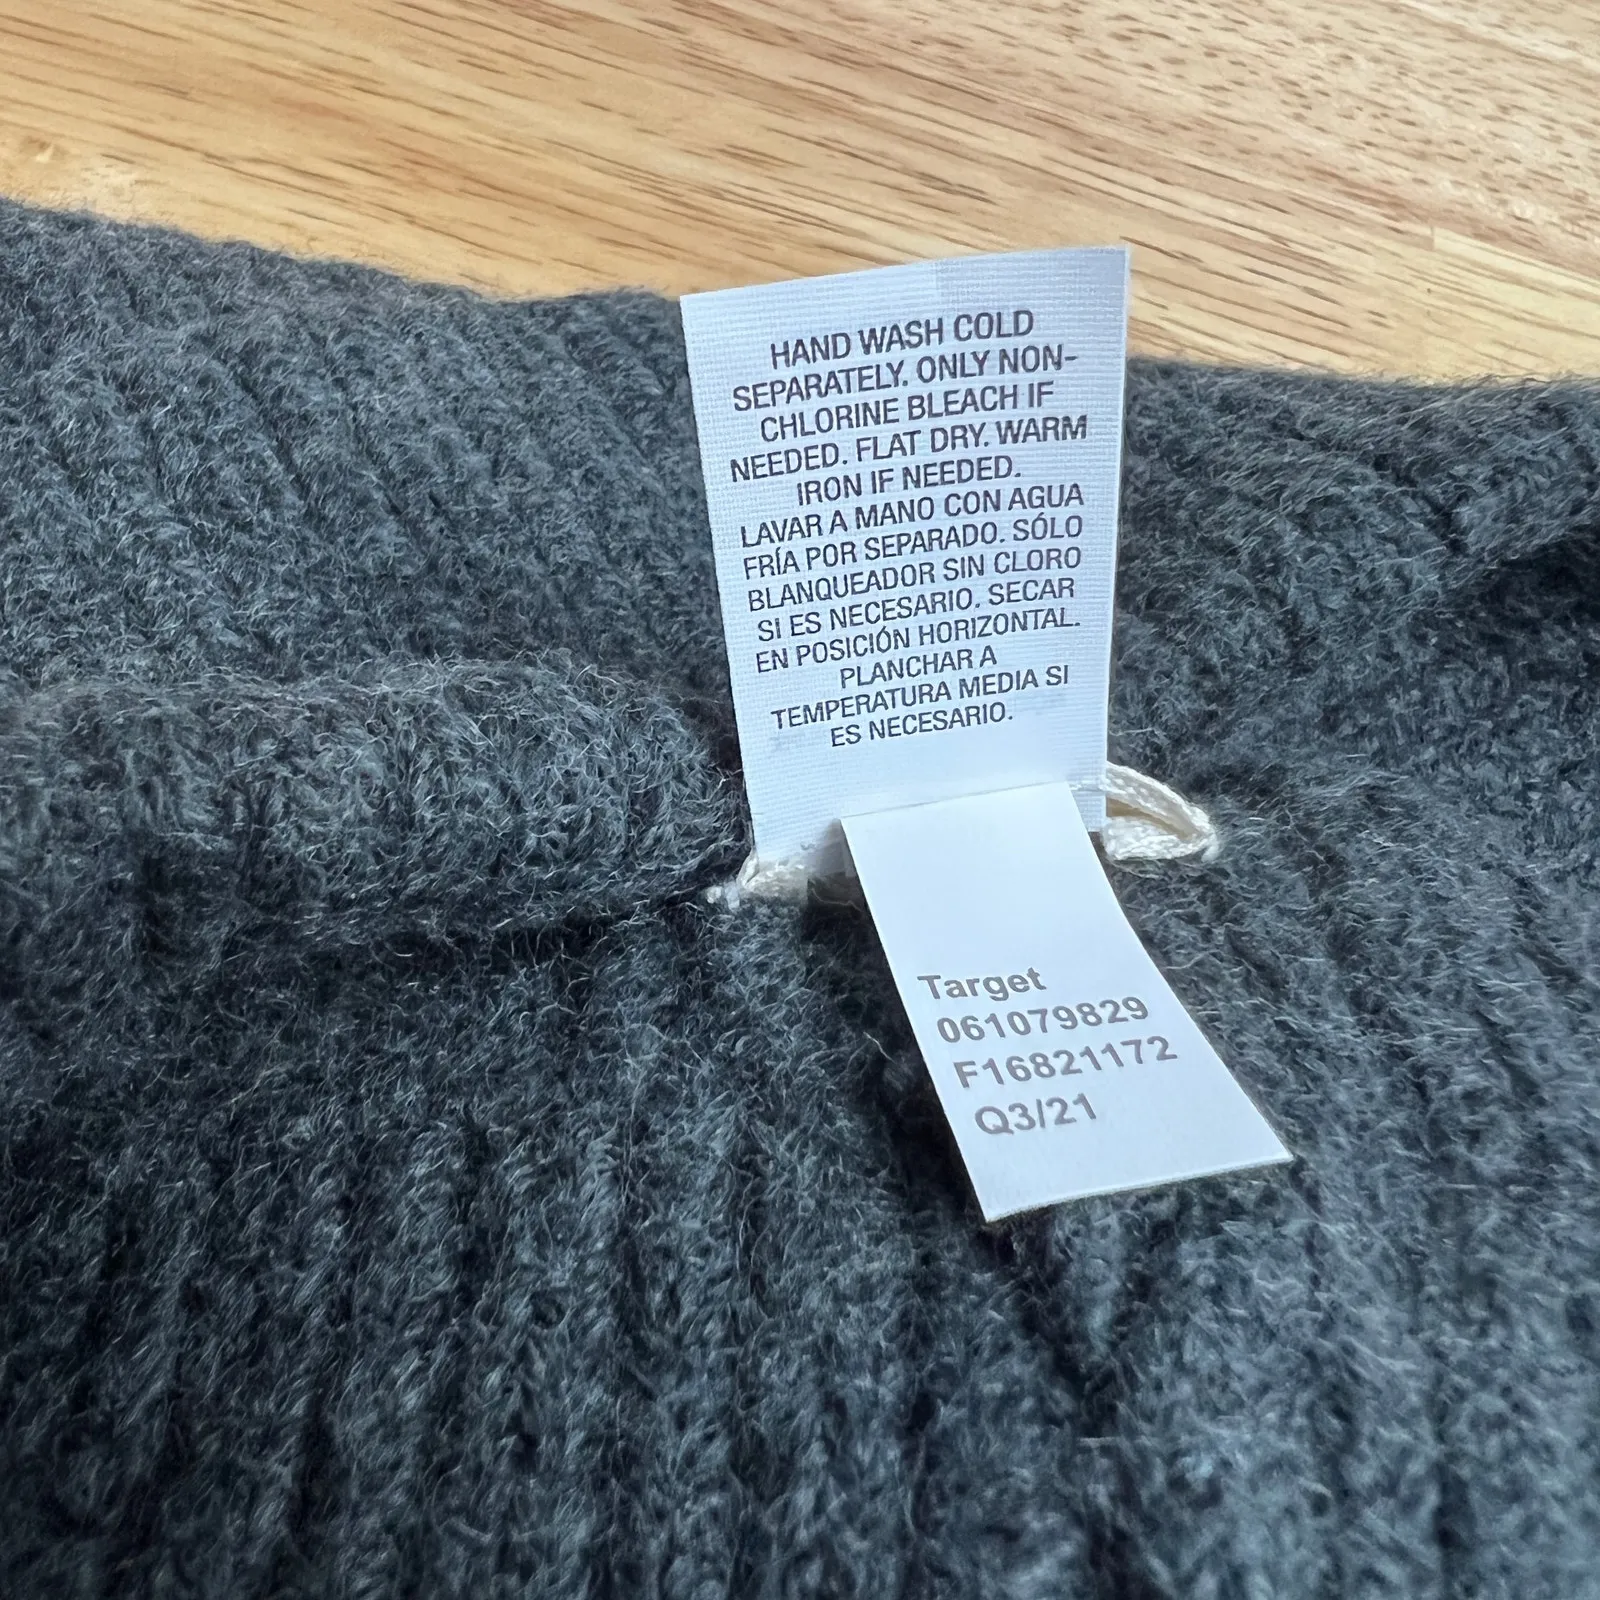 HAND WASH COLD
SEPARATELY. ONLY NON-
CHLORINE BLEACH IF
NEEDED. FLAT DRY. WARM
IRON IF NEEDED.
LAVAR A MANO CON AGUA
FRÍA POR SEPARADO. SÓLO
BLANQUEADOR SIN CLORO
SI ES NECESARIO. SECAR
EN POSICIÓN HORIZONTAL.
PLANCHAR A
TEMPERATURA MEDIA SI
ES NECESARIO.
Target
061079829
F16821172
Q3/21